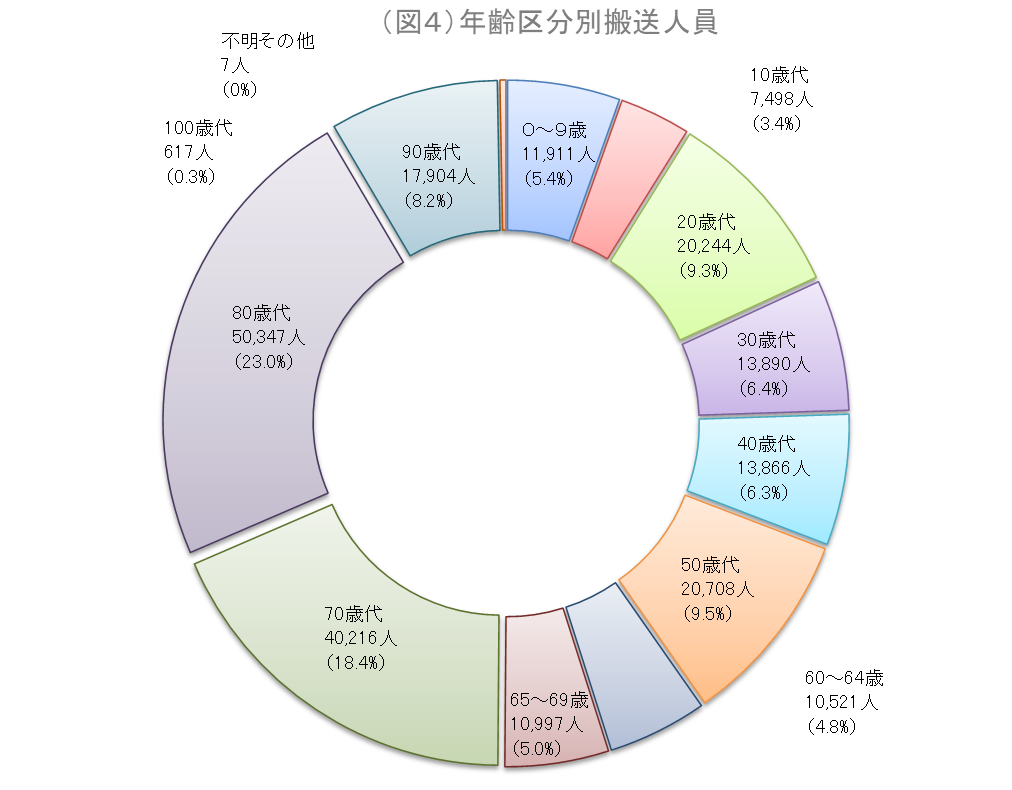 （図４）年齢区分別搬送人員
不明その他
7人
(0%)
100歳代
617人
(0.3%)
90歳代
17,904人
(8.2%)
０～９歳
11,911人
(5.4%)
10歳代
7,498人
(3.4%)
20歳代
20,244人
(9.3%)
30歳代
13,890人
(6.4%)
40歳代
13,866人
(6.3%)
50歳代
20,708人
(9.5%)
60～64歳
10,521人
(4.8%)
65～69歳
10,997人
(5.0%)
70歳代
40,216人
(18.4%)
80歳代
50,347人
(23.0%)